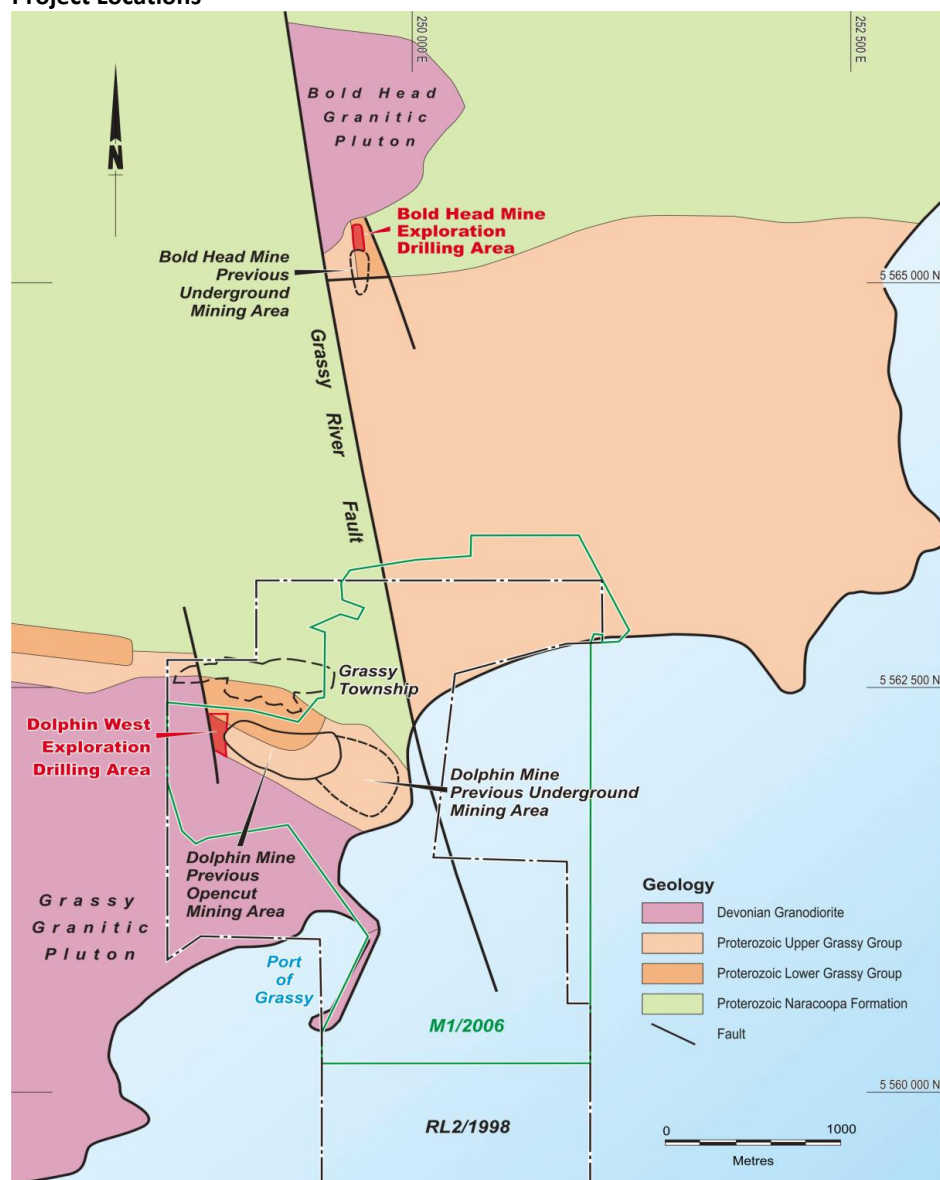 Project Locations
250 000 E
252 500 E
Bold Head
Granitic
Pluton
N
Bold Head Mine
Exploration
Drilling Area
Bold Head Mine
Previous
Underground
Mining Area
5 565 000 N
Grassy
River
Fault
Grassy
Township
5 562 500 N
Dolphin West
Exploration
Drilling Area
Dolphin Mine
Previous Underground
Mining Area
Dolphin Mine
Previous
Opencut
Mining Area
Grassy
Granitic
Pluton
Port
of
Grassy
M1/2006
RL2/1998
Geology
Devonian Granodiorite
Proterozoic Upper Grassy Group
Proterozoic Lower Grassy Group
Proterozoic Naracoopa Formation
Fault
5 560 000 N
0
1000
Metres